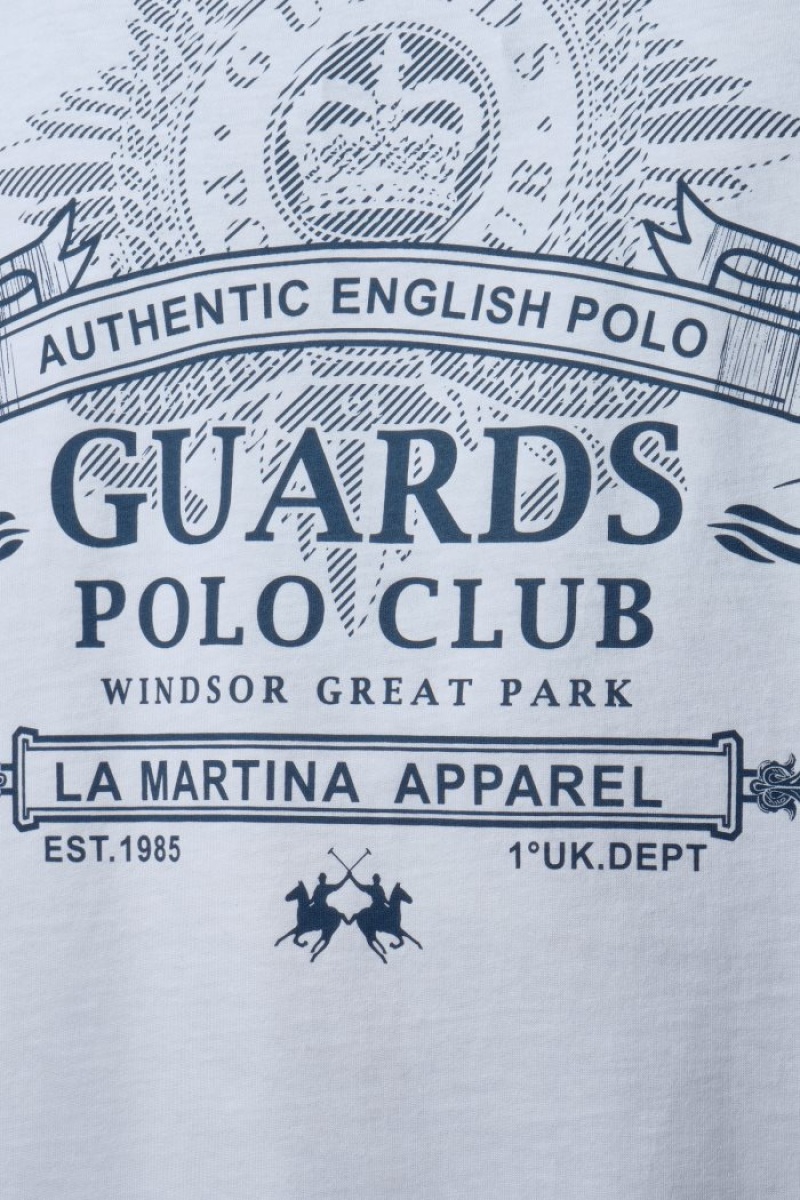 AUTHENTIC ENGLISH POLO
GUARDS
POLO CLUB
WINDSOR GREAT PARK
LA MARTINA APPAREL
EST.1985
1°UK.DEPT